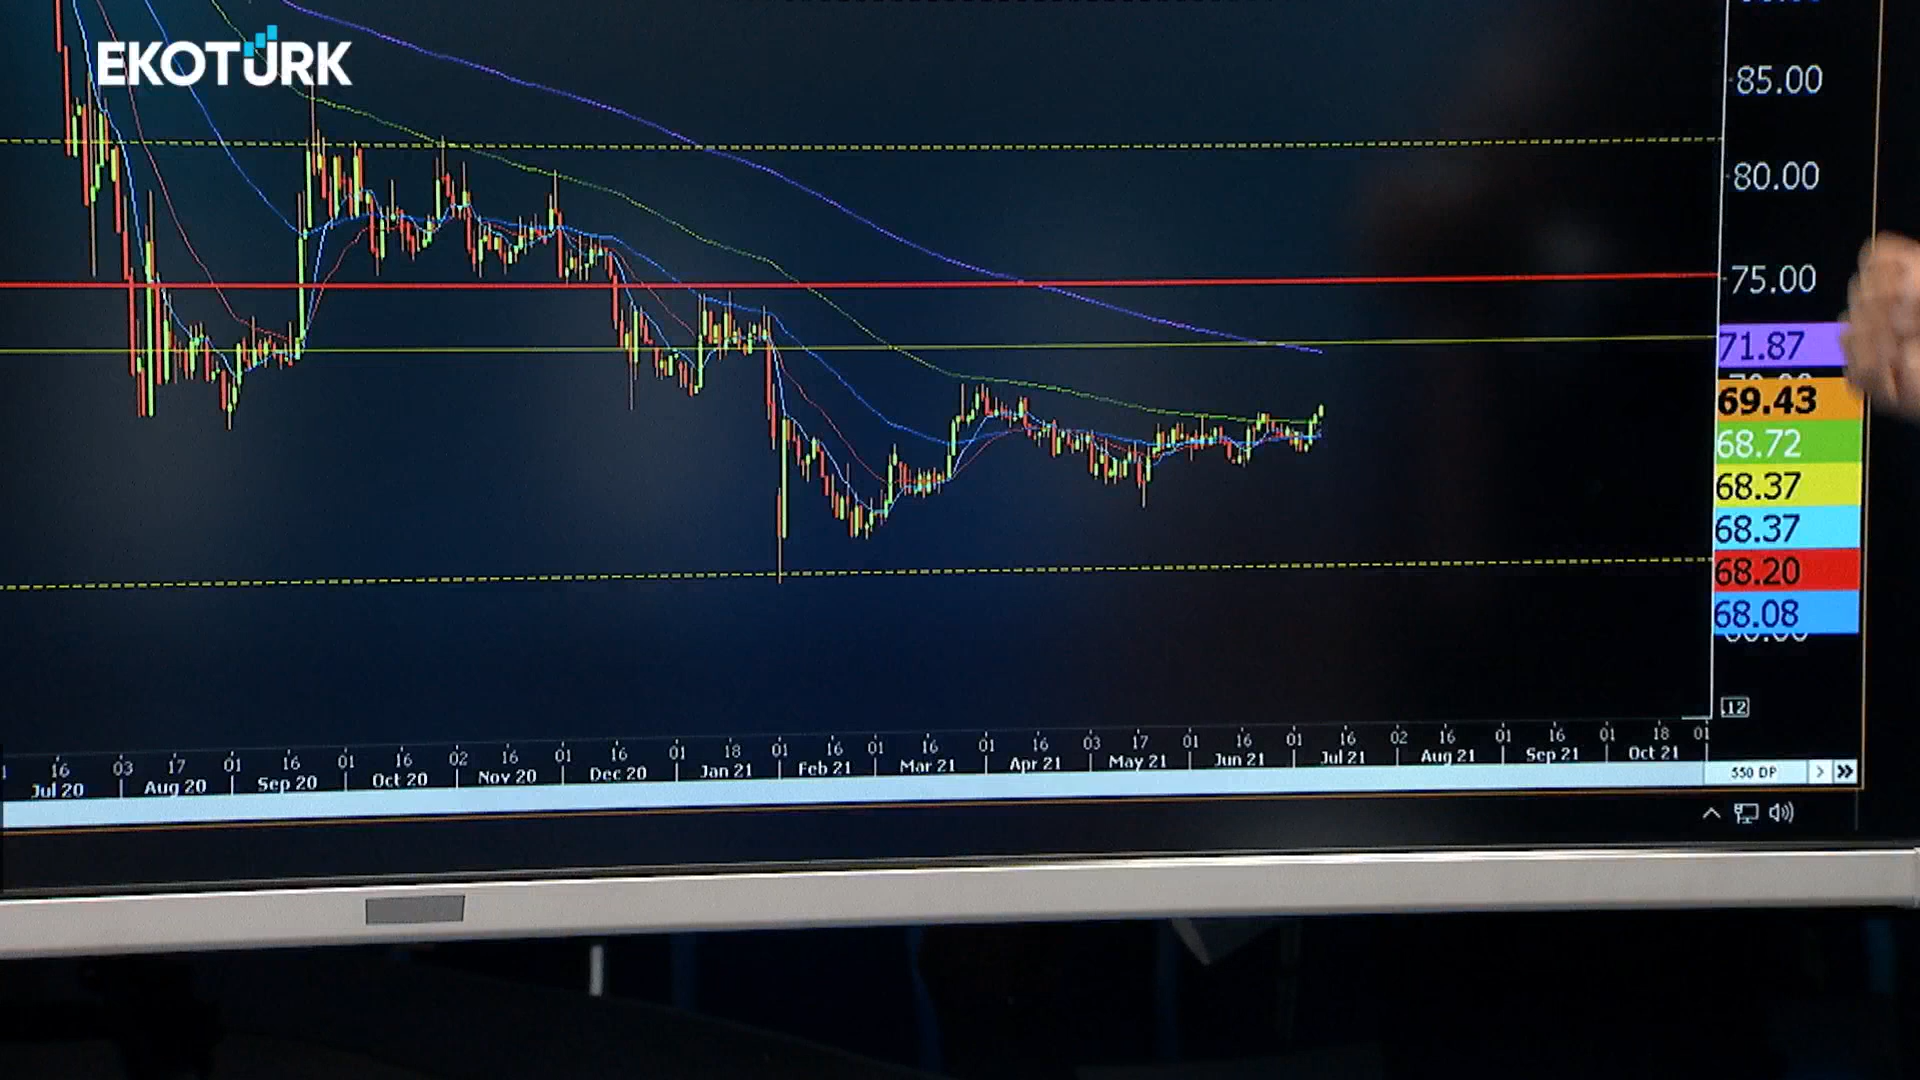 EKOTÜRK
85.00
80.00
75.00
71.87
69.43
68.72
68.37
68.37
68.20
68.08
12
16 03 17 01 16 01 16 02 16 01 16 01 18 01 16 01 16 01 16 03 17 01 16 01 16 02 16 01 16 01 18 01
Jul 20 Aug 20 Sep 20 Oct 20 Nov 20 Dec 20 Jan 21 Feb 21 Mar 21 Apr 21 May 21 Jun 21 Jul 21 Aug 21 Sep 21 Oct 21
550 DP